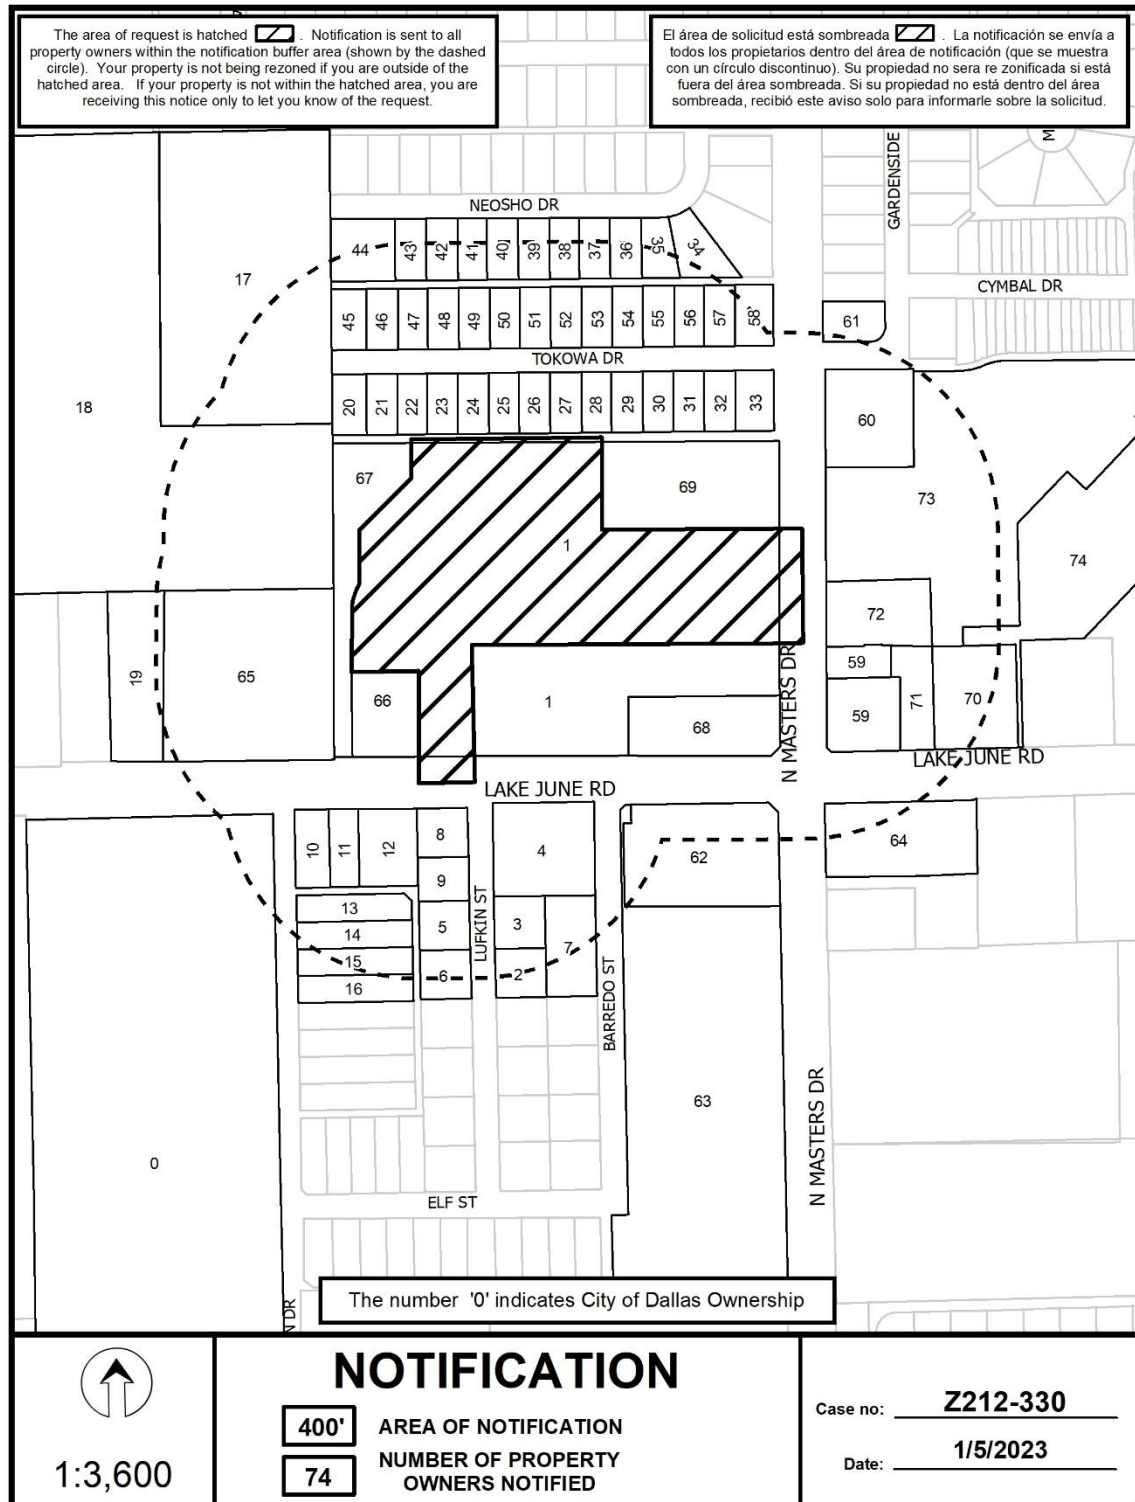 The area of request is hatched . Notification is sent to all
property owners within the notification buffer area (shown by the dashed
circle). Your property is not being rezoned if you are outside of the
hatched area. If your property is not within the hatched area, you are
receiving this notice only to let you know of the request.
El área de solicitud está sombreada . La notificación se envía a
todos los propietarios dentro del área de notificación (que se muestra
con un círculo discontinuo). Su propiedad no sera re zonificada si está
fuera del área sombreada. Si su propiedad no está dentro del área
sombreada, recibió este aviso solo para informarle sobre la solicitud.
M
GARDENSIDE
NEOSHO DR
44 43 42 41 40 39 38 37 36 35 34
17
CYMBAL DR
45 46 47 48 49 50 51 52 53 54 55 56 57 58
61
TOKOWA DR
18
20 21 22 23 24 25 26 27 28 29 30 31 32 33
60
67
69
73
1
74
72
19
65
66
1
68
N MASTERS DR
59
59
71
70
LAKE JUNE RD
LAKE JUNE RD
10 11 12
8
4
62
64
9
13
14
15
16
5
6
LUFKIN ST
3
2
7
BARREDO ST
63
N MASTERS DR
0
ELF ST
N DR
The number '0' indicates City of Dallas Ownership
1:3,600
NOTIFICATION
400' AREA OF NOTIFICATION
74 NUMBER OF PROPERTY
OWNERS NOTIFIED
Case no: Z212-330
Date: 1/5/2023